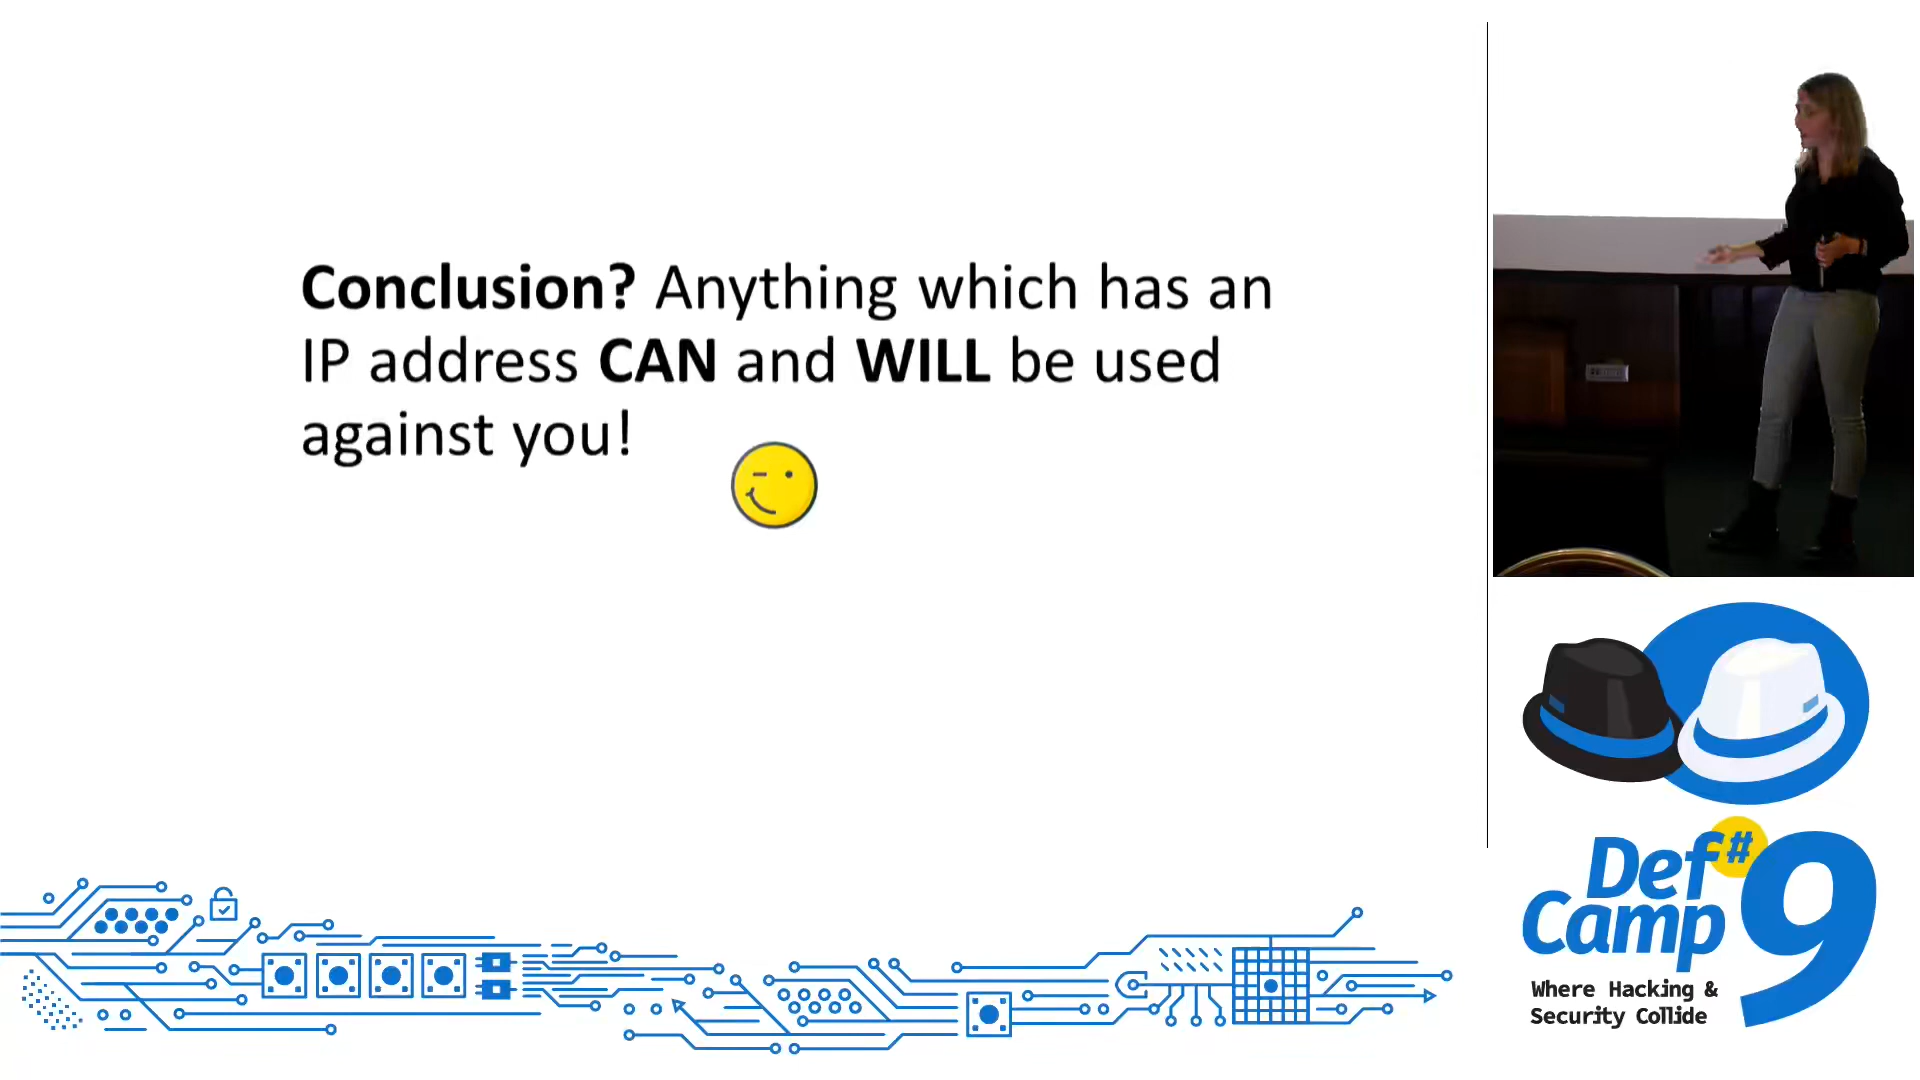 Conclusion? Anything which has an
IP address CAN and WILL be used
against you!
Def#
Camp 9
Where Hacking &
Security Collide